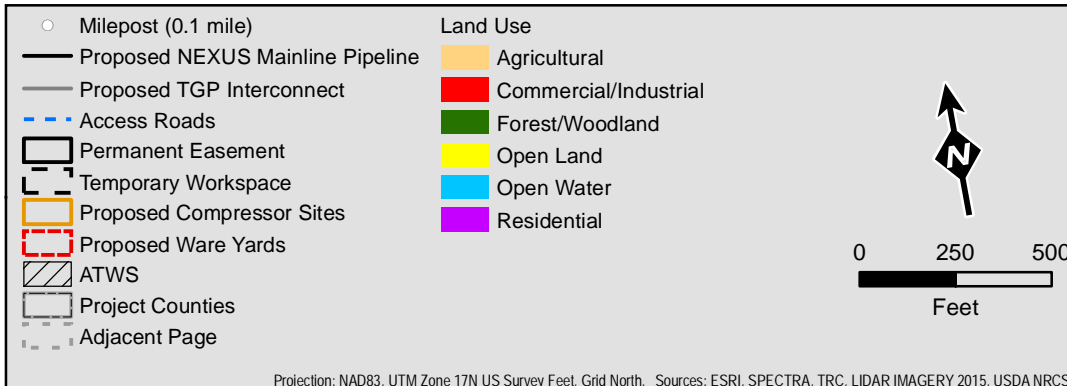 Milepost (0.1 mile)
Proposed NEXUS Mainline Pipeline
Proposed TGP Interconnect
Access Roads
Permanent Easement
Temporary Workspace
Proposed Compressor Sites
Proposed Ware Yards
ATWS
Project Counties
Adjacent Page
Land Use
Agricultural
Commercial/Industrial
Forest/Woodland
Open Land
Open Water
Residential
N
0 250 500
Feet
Projection: NAD83, UTM Zone 17N US Survey Feet, Grid North. Sources: ESRI, SPECTRA, TRC, LIDAR IMAGERY 2015, USDA NRCS